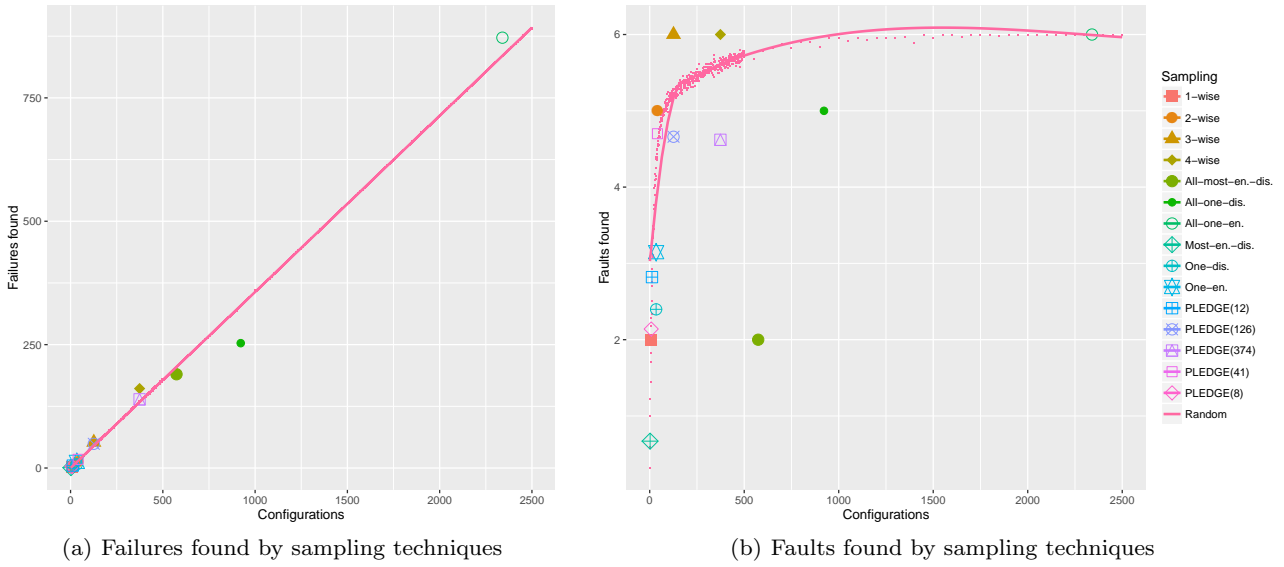 750
500
250
0
0
500
1000
1500
2000
2500
Failures found
Configurations
(a) Failures found by sampling techniques
6
4
2
0
500
1000
1500
2000
2500
Faults found
Configurations
(b) Faults found by sampling techniques
Sampling
1−wise
2−wise
3−wise
4−wise
All−most−en.−dis.
All−one−dis.
All−one−en.
Most−en.−dis.
One−dis.
One−en.
PLEDGE(12)
PLEDGE(126)
PLEDGE(374)
PLEDGE(41)
PLEDGE(8)
Random